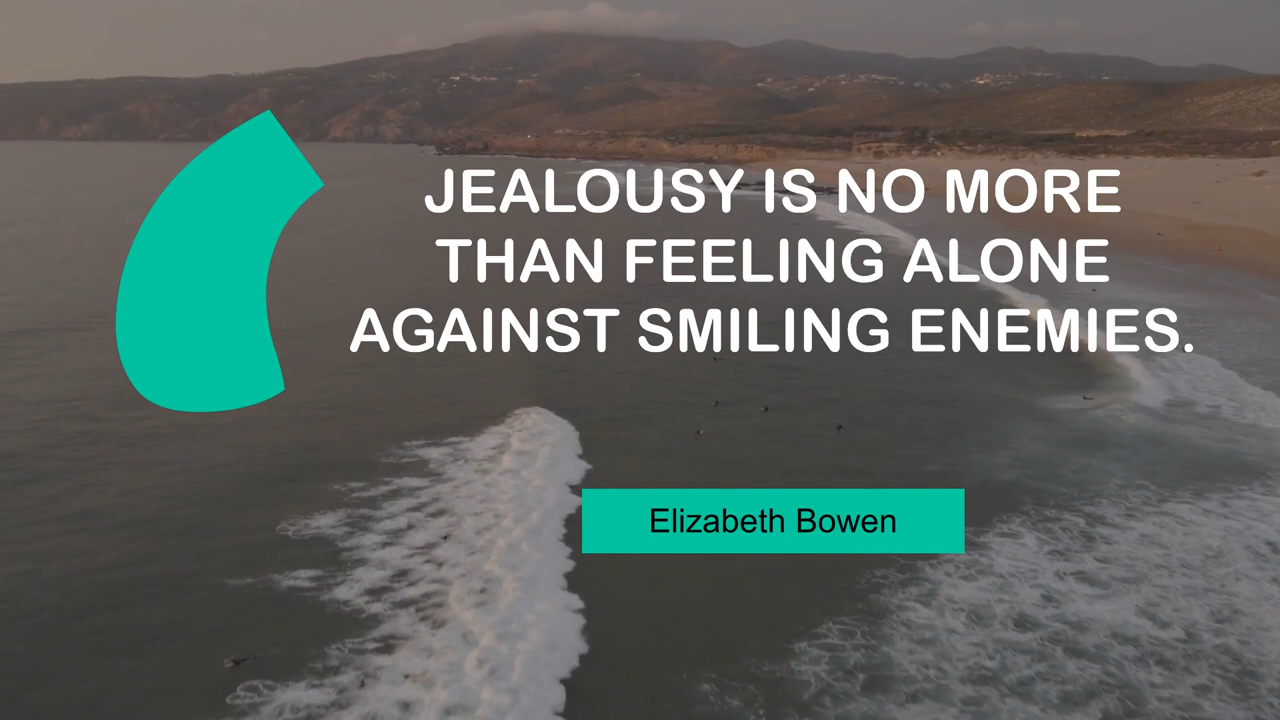 JEALOUSY IS NO MORE
THAN FEELING ALONE
AGAINST SMILING ENEMIES.
Elizabeth Bowen